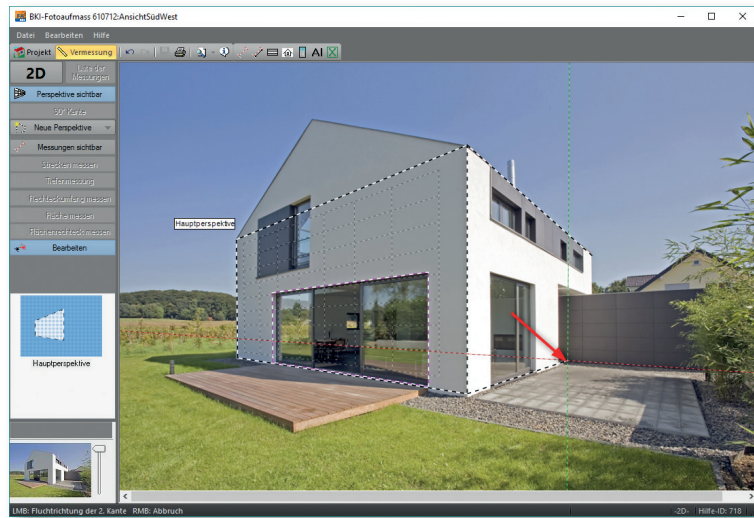 BKI-Fotoaufmass 610712:AnsichtSüdWest
Datei Bearbeiten Hilfe
Projekt Vermessung AI
2D Liste der Messungen
Perspektive sichtbar
90° Kante
Neue Perspektive
Messungen sichtbar
Strecken messen
Tiefenmessung
Rechteckumfang messen
Fläche messen
Flächenrechteck messen
Bearbeiten
Hauptperspektive
Hauptperspektive
LMB: Fluchtrichtung der 2. Kante RMB: Abbruch -2D- Hilfe-ID: 718